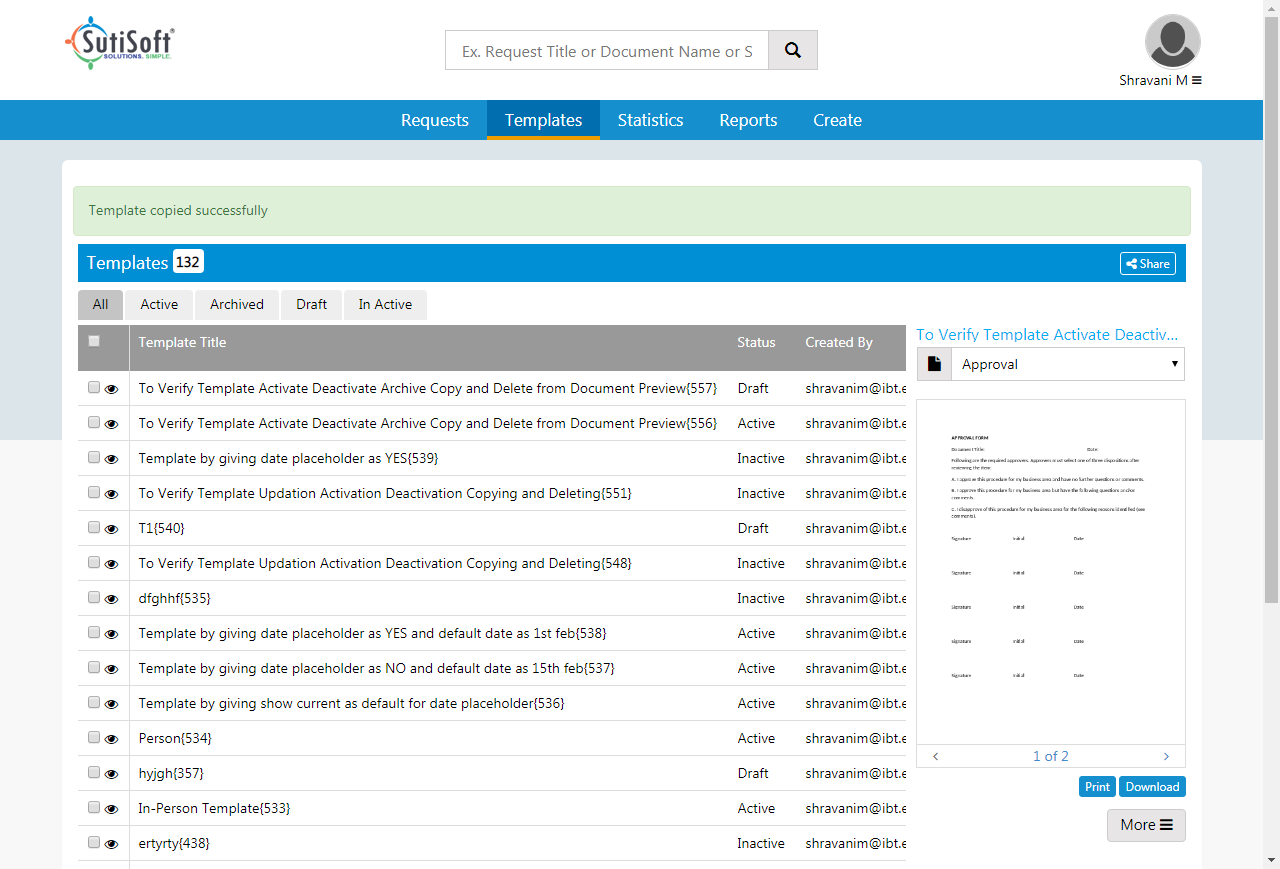 SutiSoft®
SOLUTIONS. SIMPLE.
Ex. Request Title or Document Name or S
Shravani M
Requests Templates Statistics Reports Create
Template copied successfully
Templates 132 Share
All Active Archived Draft In Active
Template Title Status Created By
To Verify Template Activate Deactivate Archive Copy and Delete from Document Preview{557} Draft shravanim@ibt.e
To Verify Template Activate Deactivate Archive Copy and Delete from Document Preview{556} Active shravanim@ibt.e
Template by giving date placeholder as YES{539} Inactive shravanim@ibt.e
To Verify Template Updation Activation Deactivation Copying and Deleting{551} Inactive shravanim@ibt.e
T1{540} Draft shravanim@ibt.e
To Verify Template Updation Activation Deactivation Copying and Deleting{548} Inactive shravanim@ibt.e
dfghhf{535} Inactive shravanim@ibt.e
Template by giving date placeholder as YES and default date as 1st feb{538} Active shravanim@ibt.e
Template by giving date placeholder as NO and default date as 15th feb{537} Active shravanim@ibt.e
Template by giving show current as default for date placeholder{536} Active shravanim@ibt.e
Person{534} Active shravanim@ibt.e
hyjgh{357} Draft shravanim@ibt.e
In-Person Template{533} Active shravanim@ibt.e
ertyrty{438} Inactive shravanim@ibt.e
To Verify Template Activate Deactiv...
Approval
APPROVAL FORM
Document Title: Date:
Following are the required approvers. Approvers must select one of three dispositions after
reviewing the item:
A. I approve this procedure for my business area and have no further questions or comments.
B. I approve this procedure for my business area but have the following questions and/or
comments.
C. I disapprove of this procedure for my business area for the following reasons identified (see
comments).
Signature Initial Date
Signature Initial Date
Signature Initial Date
Signature Initial Date
Signature Initial Date
1 of 2
Print Download
More